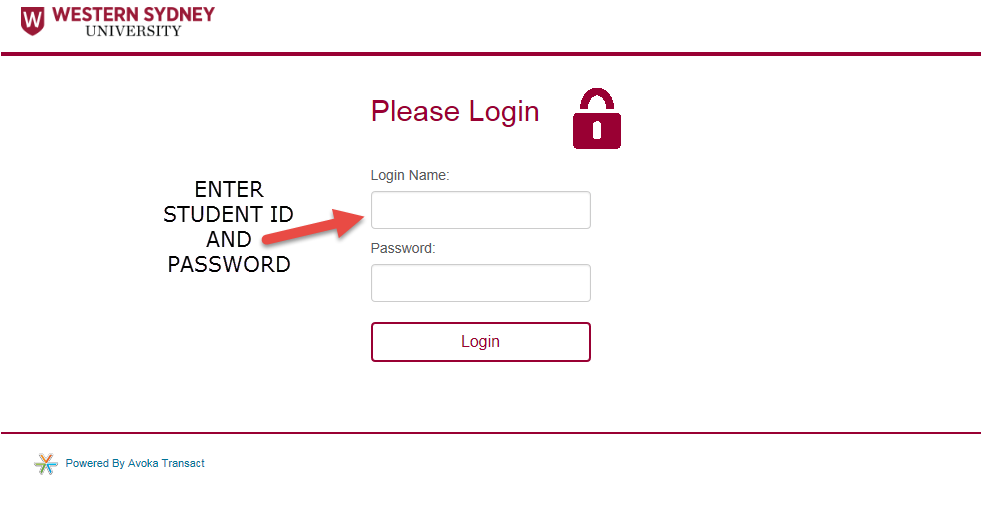 W WESTERN SYDNEY
UNIVERSITY
Please Login
Login Name:
ENTER
STUDENT ID
AND
PASSWORD
Password:
Login
Powered By Avoka Transact